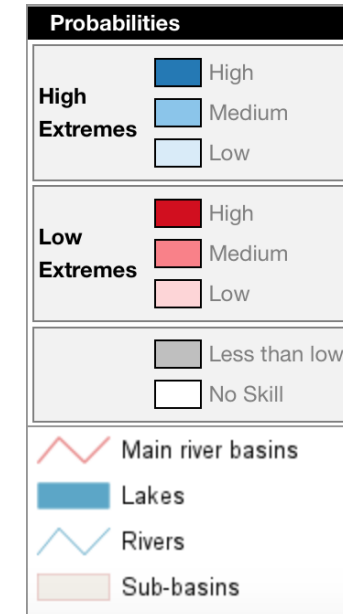 Probabilities
High
Extremes
High
Medium
Low
Low
Extremes
High
Medium
Low
Less than low
No Skill
Main river basins
Lakes
Rivers
Sub-basins